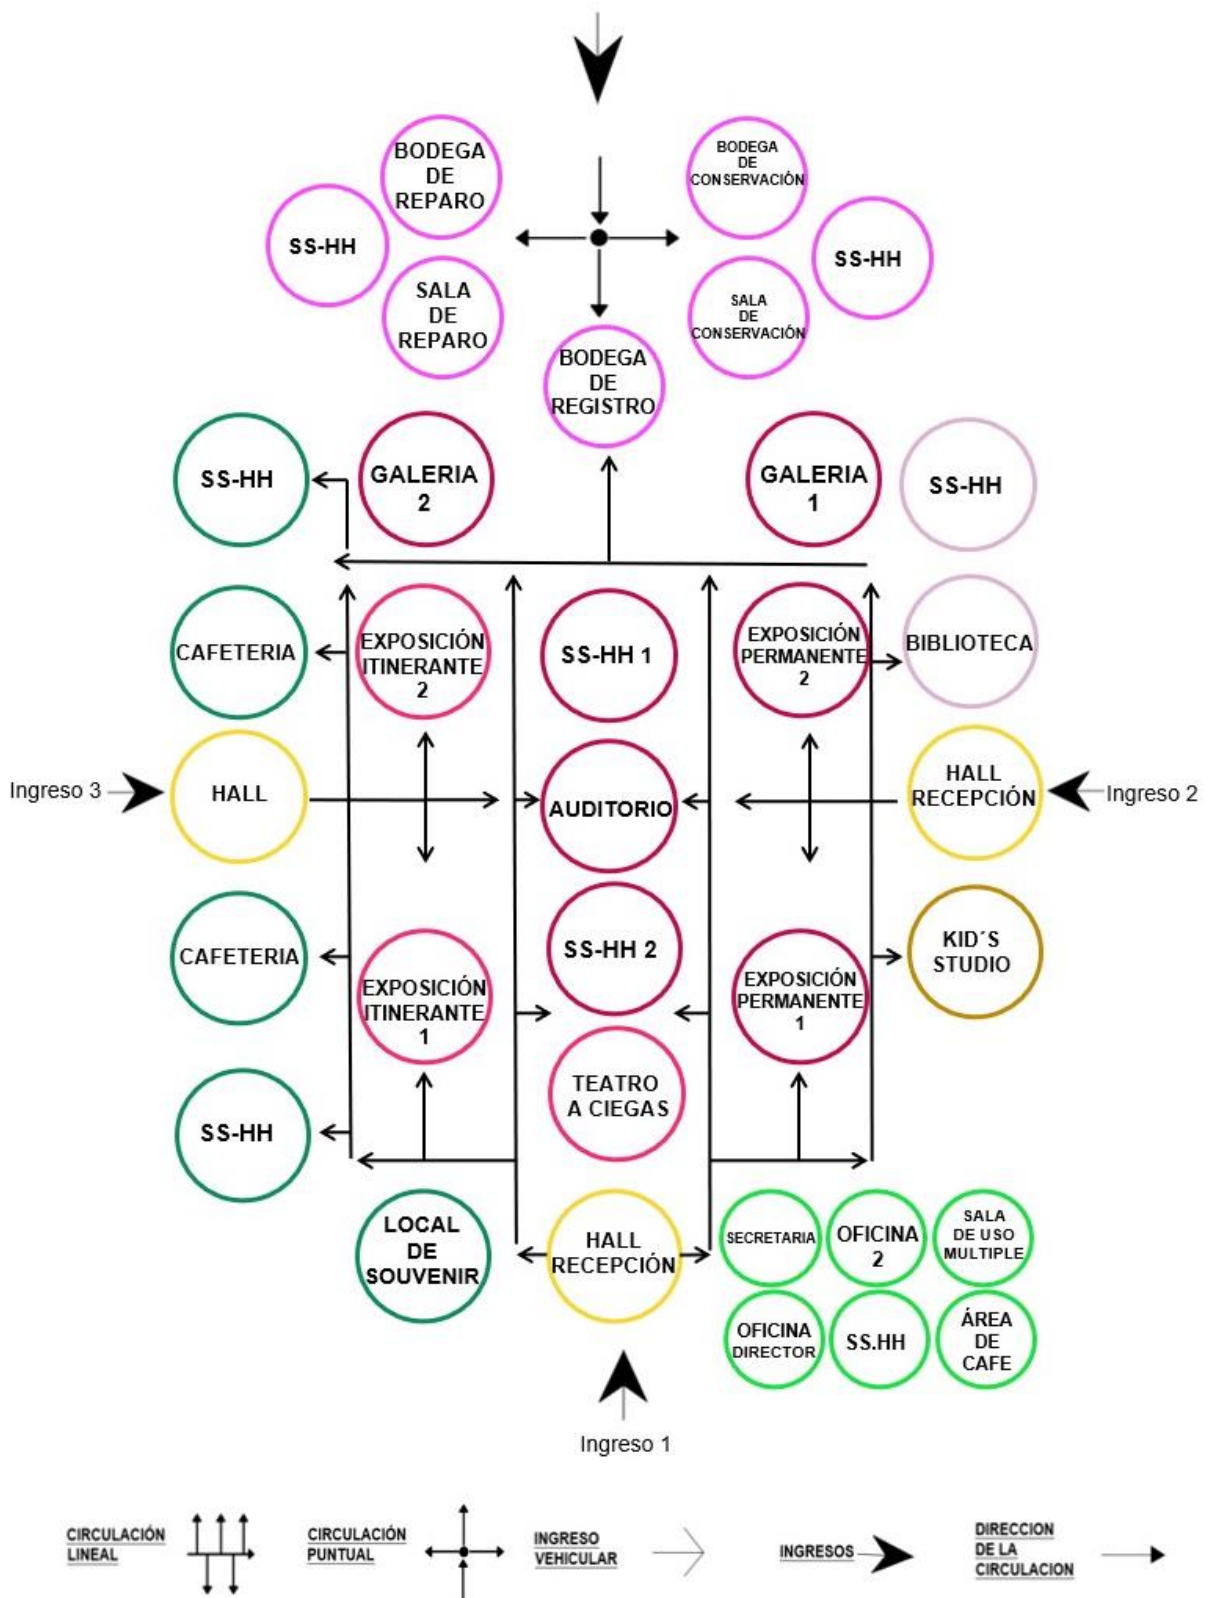 BODEGA
DE
REPARO
BODEGA
DE
CONSERVACIÓN
SS-HH
SS-HH
SALA
DE
REPARO
SALA
DE
CONSERVACIÓN
BODEGA
DE
REGISTRO
SS-HH
GALERIA
2
GALERIA
1
SS-HH
CAFETERIA
EXPOSICIÓN
ITINERANTE
2
SS-HH 1
EXPOSICIÓN
PERMANENTE
2
BIBLIOTECA
Ingreso 3
HALL
AUDITORIO
HALL
RECEPCIÓN
Ingreso 2
CAFETERIA
EXPOSICIÓN
ITINERANTE
1
SS-HH 2
EXPOSICIÓN
PERMANENTE
1
KID´S
STUDIO
SS-HH
TEATRO
A CIEGAS
LOCAL
DE
SOUVENIR
HALL
RECEPCIÓN
SECRETARIA
OFICINA
2
SALA
DE USO
MULTIPLE
OFICINA
DIRECTOR
SS.HH
ÁREA
DE
CAFE
Ingreso 1
CIRCULACIÓN
LINEAL
CIRCULACIÓN
PUNTUAL
INGRESO
VEHICULAR
INGRESOS
DIRECCION
DE LA
CIRCULACION